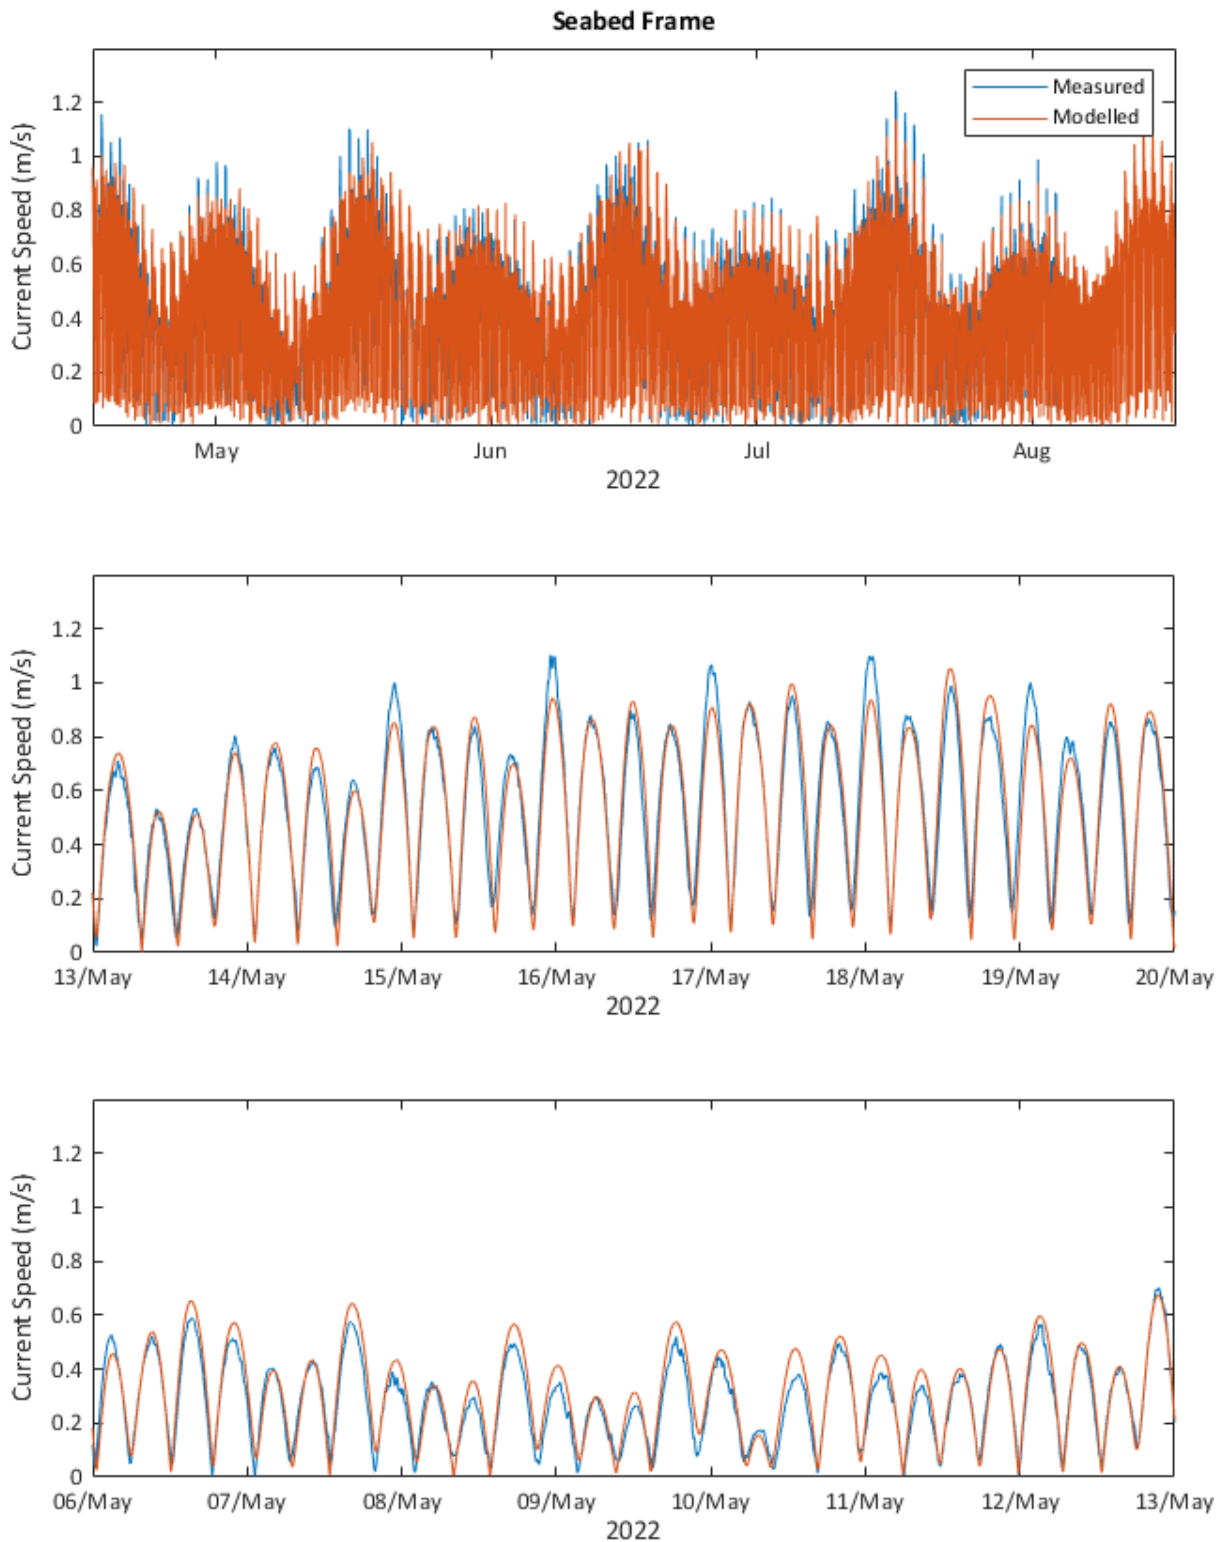 Seabed Frame
Measured
Modelled
Current Speed (m/s)
1.2
1
0.8
0.6
0.4
0.2
0
May Jun Jul Aug
2022
Current Speed (m/s)
1.2
1
0.8
0.6
0.4
0.2
0
13/May 14/May 15/May 16/May 17/May 18/May 19/May 20/May
2022
Current Speed (m/s)
1.2
1
0.8
0.6
0.4
0.2
0
06/May 07/May 08/May 09/May 10/May 11/May 12/May 13/May
2022